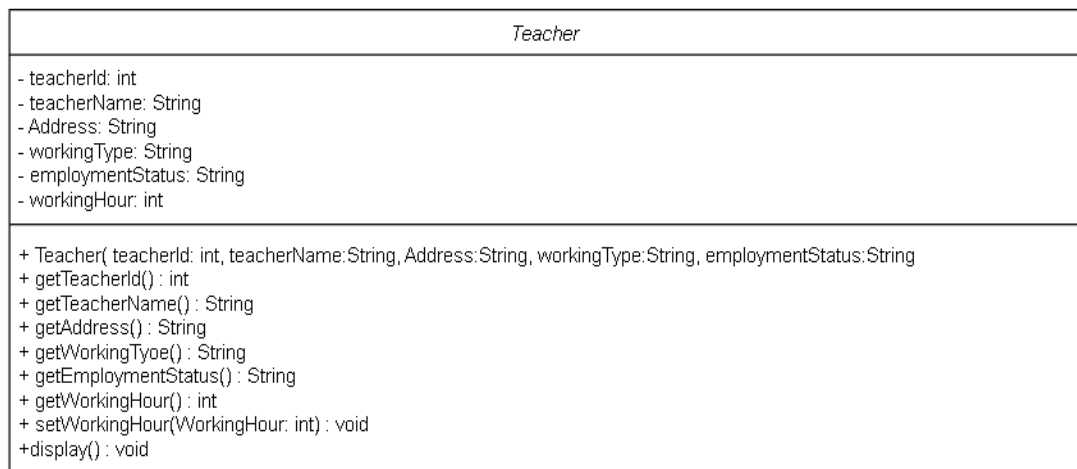 Teacher
- teacherId: int
- teacherName: String
- Address: String
- workingType: String
- employmentStatus: String
- workingHour: int
+ Teacher( teacherId: int, teacherName:String, Address:String, workingType:String, employmentStatus:String
+ getTeacherId() : int
+ getTeacherName() : String
+ getAddress() : String
+ getWorkingTyoe() : String
+ getEmploymentStatus() : String
+ getWorkingHour() : int
+ setWorkingHour(WorkingHour: int) : void
+display() : void